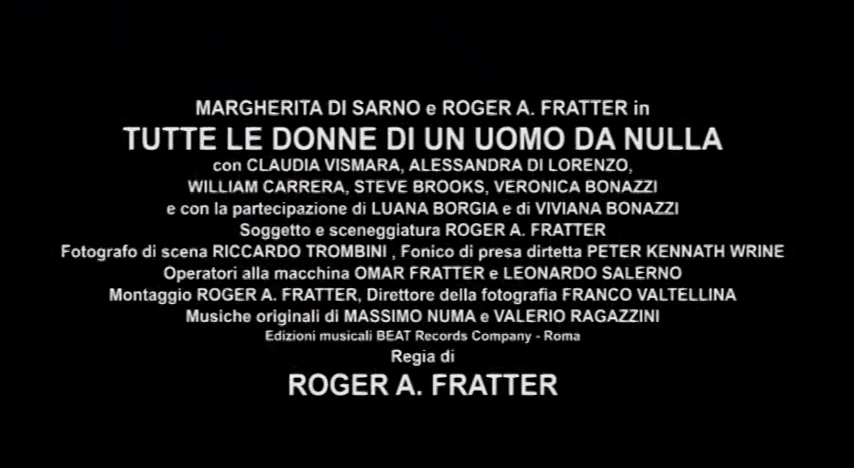 MARGHERITA DI SARNO e ROGER A. FRATTER in
TUTTE LE DONNE DI UN UOMO DA NULLA
con CLAUDIA VISMARA, ALESSANDRA DI LORENZO,
WILLIAM CARRERA, STEVE BROOKS, VERONICA BONAZZI
e con la partecipazione di LUANA BORGIA e di VIVIANA BONAZZI
Soggetto e sceneggiatura ROGER A. FRATTER
Fotografo di scena RICCARDO TROMBINI , Fonico di presa dirtetta PETER KENNATH WRINE
Operatori alla macchina OMAR FRATTER e LEONARDO SALERNO
Montaggio ROGER A. FRATTER, Direttore della fotografia FRANCO VALTELLINA
Musiche originali di MASSIMO NUMA e VALERIO RAGAZZINI
Edizioni musicali BEAT Records Company - Roma
Regia di
ROGER A. FRATTER